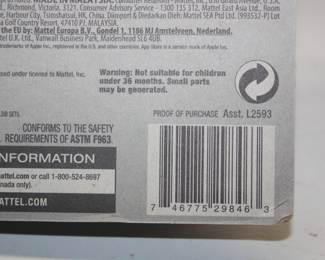 MADE IN MALAYSIA.
Richmond, Victoria, 3121. Consumer Advisory Service - 1300 135 312. Mattel East Asia Ltd., Room
Harbour City, Tsimshatsui, HK, China. Diimport & Diedarkan Oleh: Mattel SEA Ptd Ltd. (993532-P) Lot
Golf Country Resort, 47410 PJ, MALAYSIA.
the EU by: Mattel Europa B.V., Gondel 1, 1186 MJ Amstelveen, Nederland.
U.K. Ltd., Vanwall Business Park, Maidenhead SL6 4UB.
trademarks of Apple Inc., registered in the U.S. and other countries. App store is a service mark of Apple Inc.
used under license to Mattel, Inc.
Warning: Not suitable for children
under 36 months. Small parts
may be generated.
SETS.
PROOF OF PURCHASE Asst. L2593
CONFORMS TO THE SAFETY
REQUIREMENTS OF ASTM F963.
INFORMATION
.com or call 1-800-524-8697
only).
MATTEL.COM
7 46775 29846 3